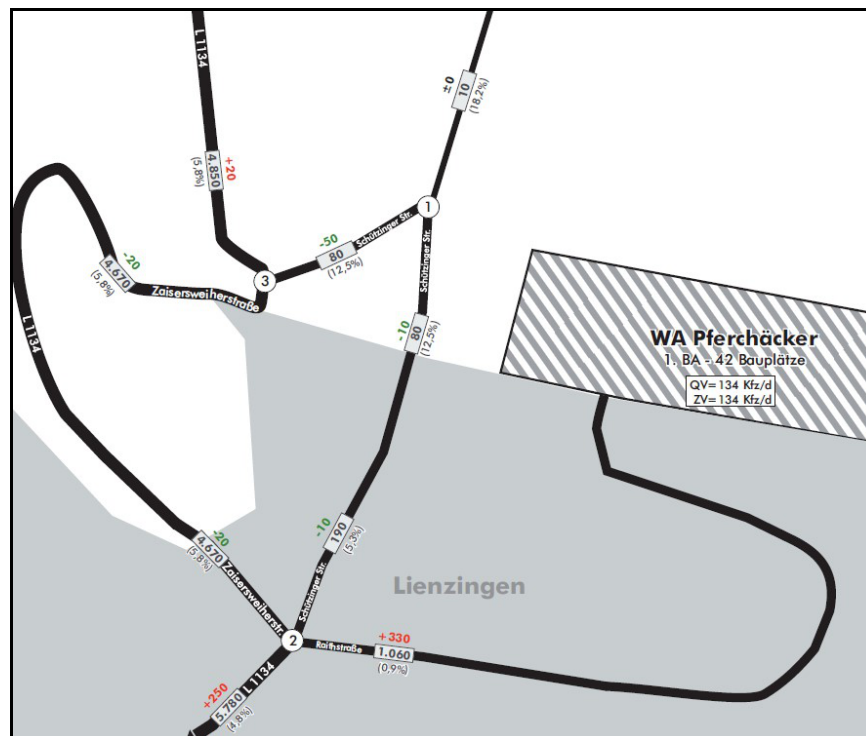 L 1134
4.850
(5,8%)
+20
±0
10
(18,2%)
1
-50
80
(12,5%)
Schützinger Str.
Schützinger Str.
3
-20
4.670
(5,8%)
Zaisersweiherstraße
L 1134
-10
80
(12,5%)
WA Pferchäcker
1. BA - 42 Bauplätze
QV= 134 Kfz/d
ZV= 134 Kfz/d
-20
4.670
(5,8%)
Zaisersweiherstr.
-10
190
(5,3%)
Schützinger Str.
Lienzingen
2
Raithstraße
+330
1.060
(0,9%)
+250
5.780
(4,8%)
L 1134